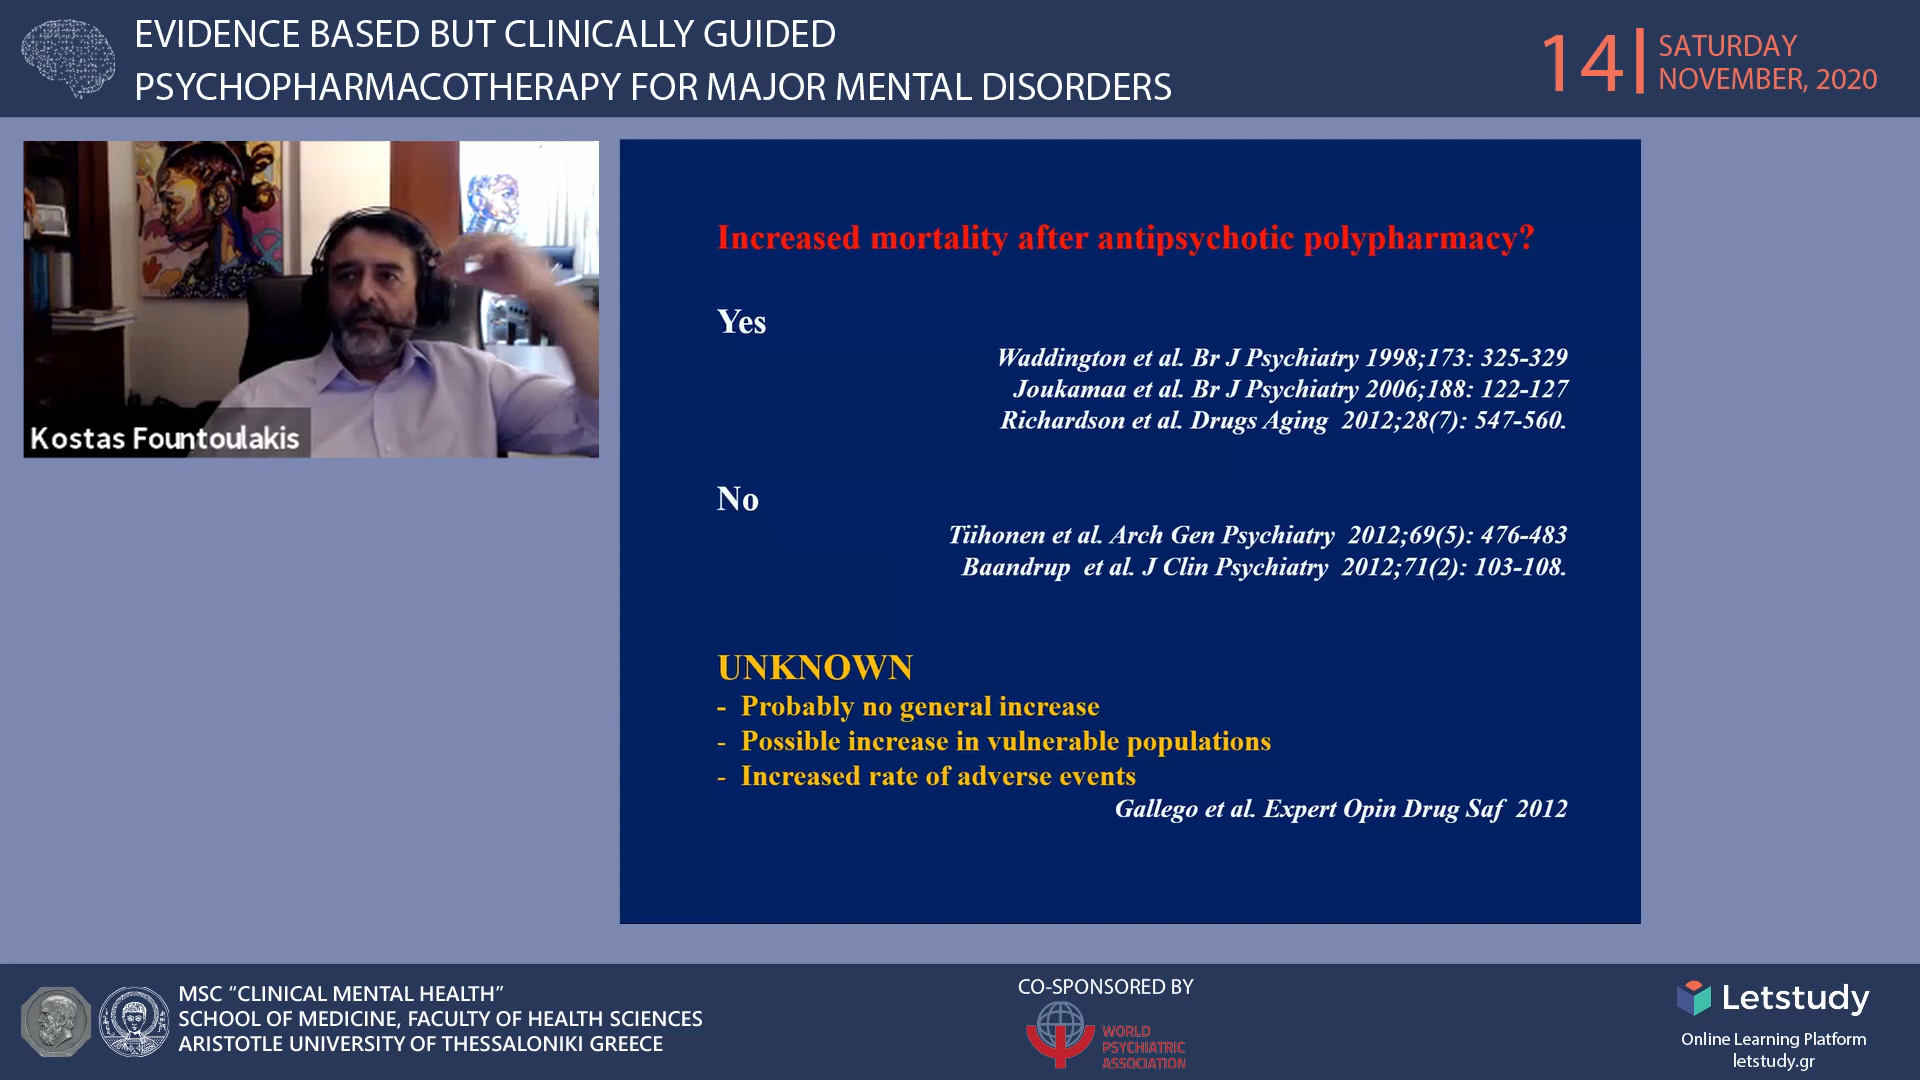 EVIDENCE BASED BUT CLINICALLY GUIDED
PSYCHOPHARMACOTHERAPY FOR MAJOR MENTAL DISORDERS
14
SATURDAY
NOVEMBER, 2020
Kostas Fountoulakis
Increased mortality after antipsychotic polypharmacy?
Yes
Waddington et al. Br J Psychiatry 1998;173: 325-329
Joukamaa et al. Br J Psychiatry 2006;188: 122-127
Richardson et al. Drugs Aging 2012;28(7): 547-560.
No
Tiihonen et al. Arch Gen Psychiatry 2012;69(5): 476-483
Baandrup et al. J Clin Psychiatry 2012;71(2): 103-108.
UNKNOWN
- Probably no general increase
- Possible increase in vulnerable populations
- Increased rate of adverse events
Gallego et al. Expert Opin Drug Saf 2012
MSC “CLINICAL MENTAL HEALTH”
SCHOOL OF MEDICINE, FACULTY OF HEALTH SCIENCES
ARISTOTLE UNIVERSITY OF THESSALONIKI GREECE
CO-SPONSORED BY
WORLD
PSYCHIATRIC
ASSOCIATION
Letstudy
Online Learning Platform
letstudy.gr